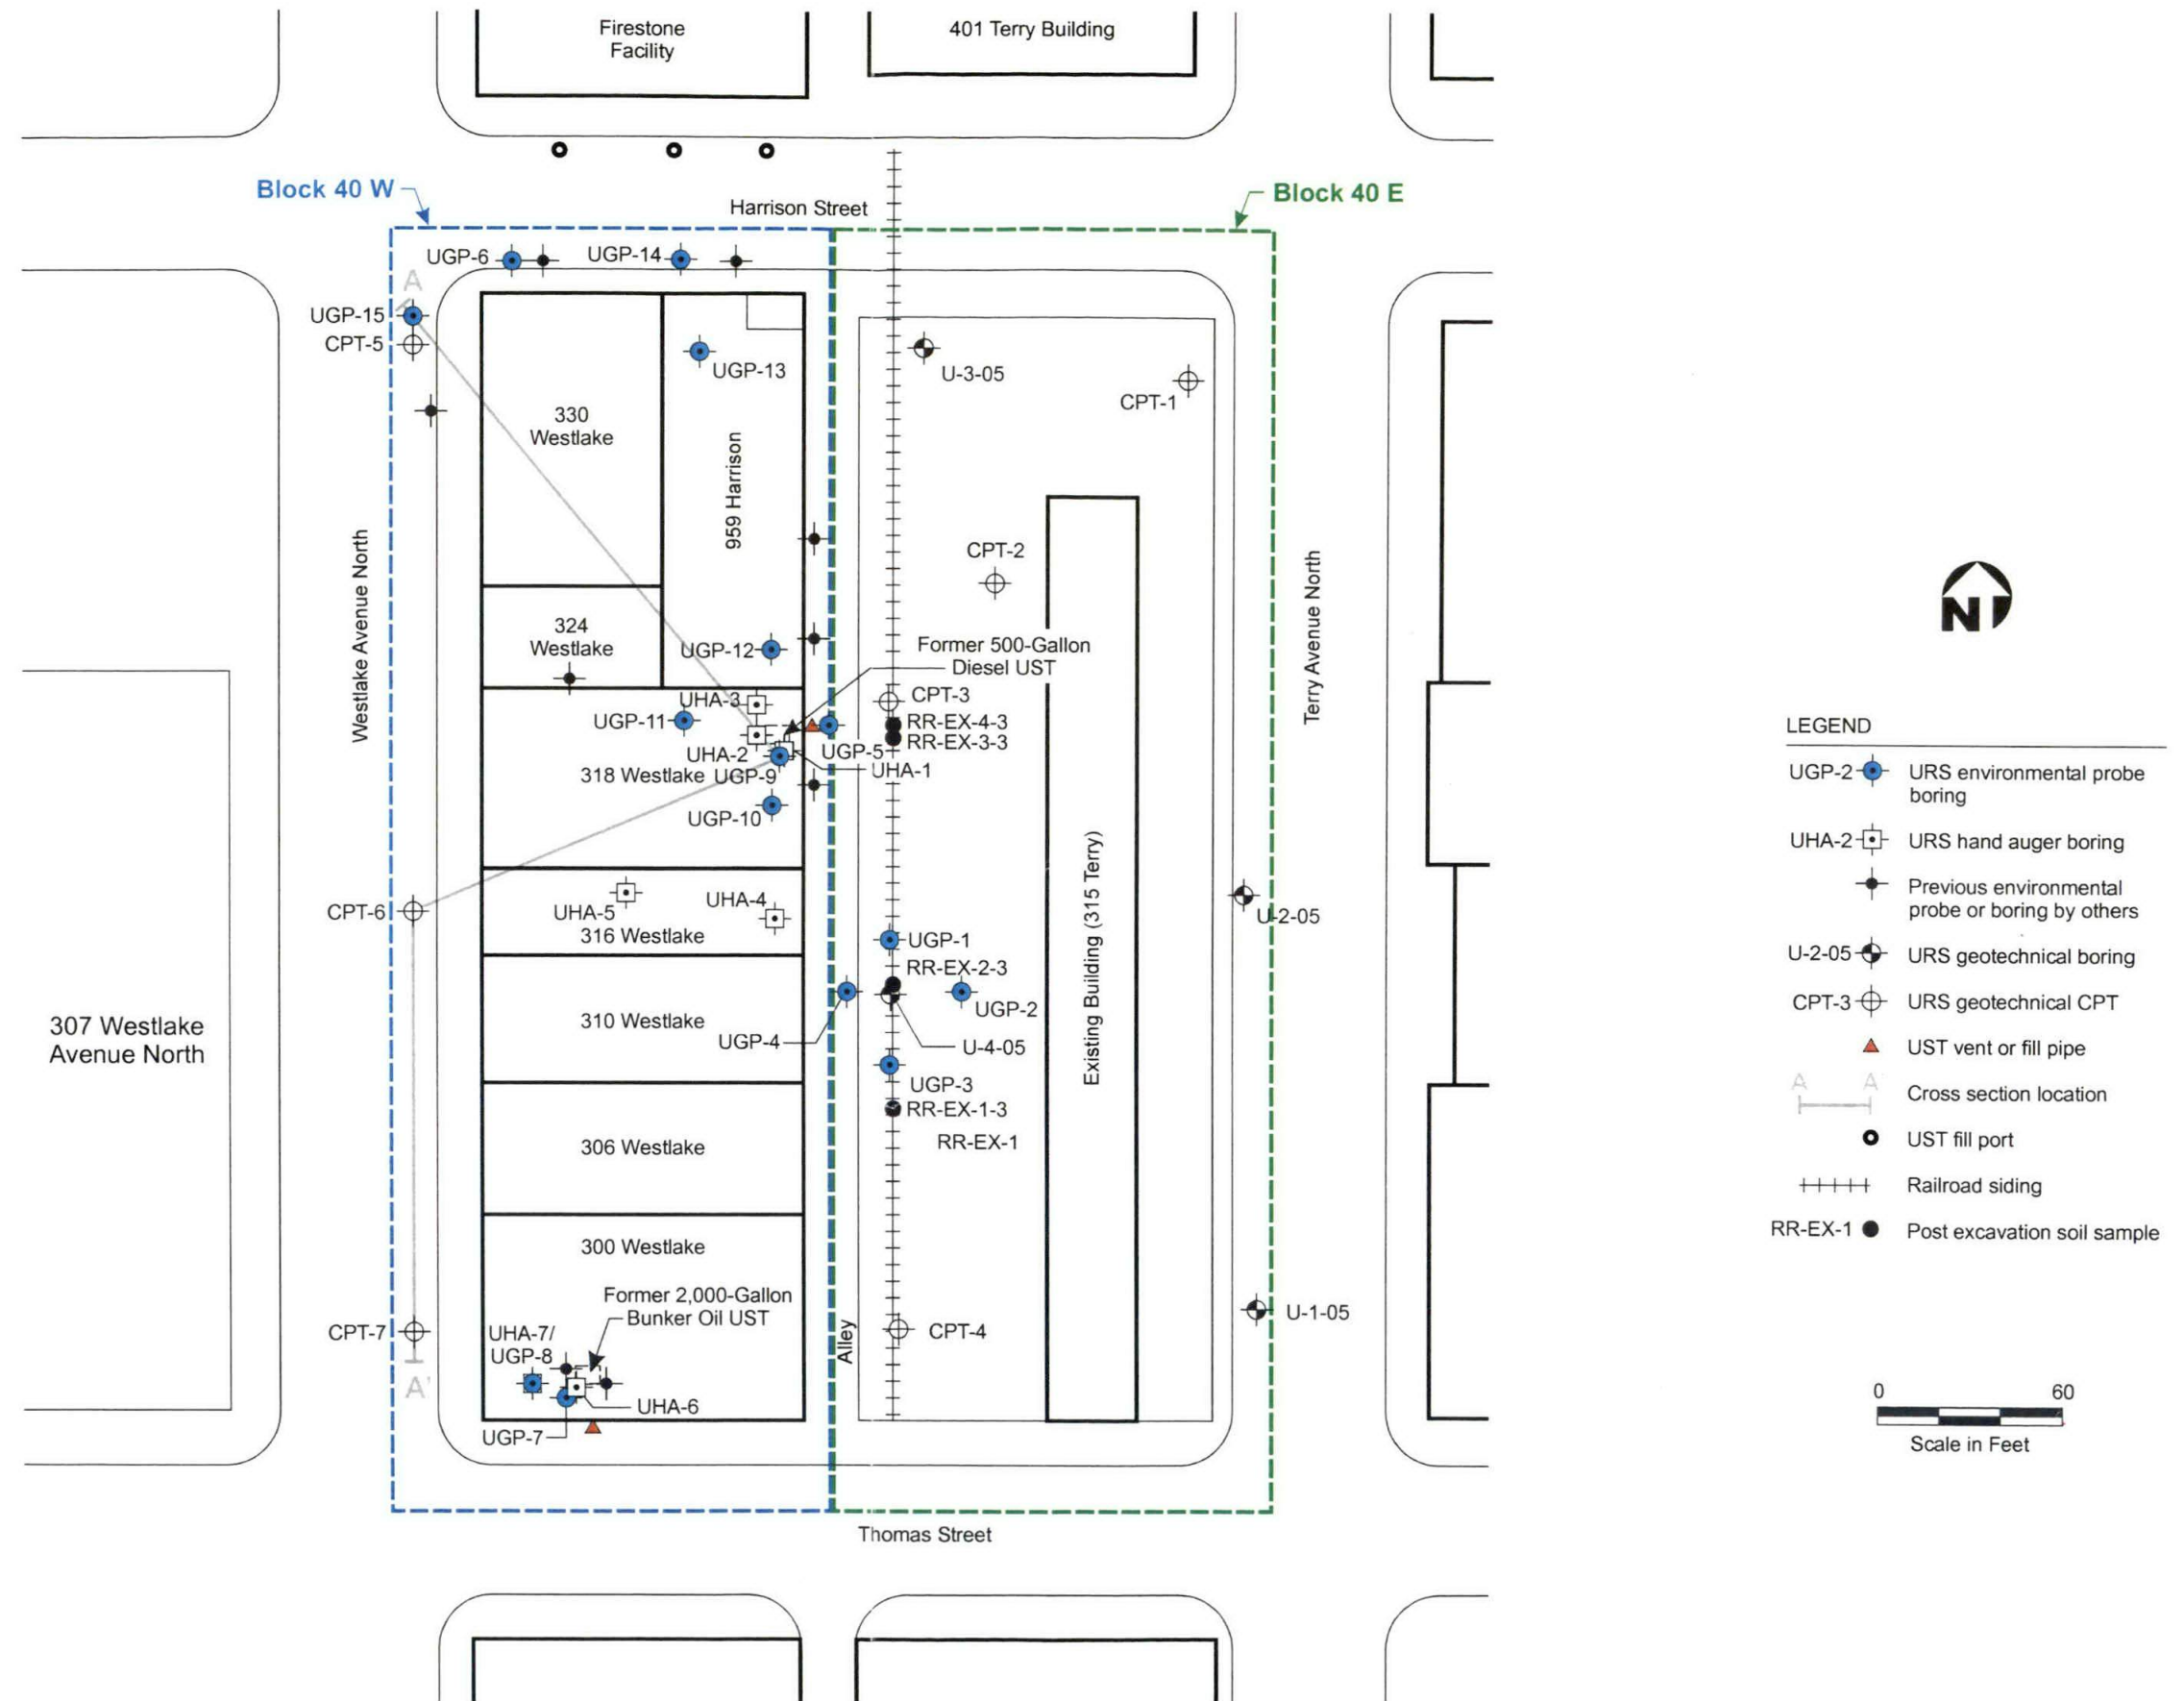 Firestone
Facility
401 Terry Building
Block 40 W
Block 40 E
Harrison Street
UGP-6
UGP-14
A
UGP-15
CPT-5
UGP-13
U-3-05
CPT-1
330
Westlake
959 Harrison
Westlake Avenue North
Terry Avenue North
CPT-2
N
324
Westlake
UGP-12
Former 500-Gallon
Diesel UST
UHA-3
CPT-3
UGP-11
RR-EX-4-3
RR-EX-3-3
UHA-2
UGP-5
UHA-1
318 Westlake
UGP-9
UGP-10
CPT-6
UHA-5
UHA-4
316 Westlake
U-2-05
UGP-1
RR-EX-2-3
UGP-2
310 Westlake
UGP-4
U-4-05
Existing Building (315 Terry)
307 Westlake
Avenue North
UGP-3
RR-EX-1-3
RR-EX-1
306 Westlake
300 Westlake
Former 2,000-Gallon
Bunker Oil UST
CPT-7
UHA-7/
UGP-8
Alley
CPT-4
U-1-05
A'
UHA-6
UGP-7
Thomas Street
LEGEND
UGP-2
URS environmental probe
boring
UHA-2
URS hand auger boring
Previous environmental
probe or boring by others
U-2-05
URS geotechnical boring
CPT-3
URS geotechnical CPT
UST vent or fill pipe
A A
Cross section location
UST fill port
Railroad siding
RR-EX-1
Post excavation soil sample
0 60
Scale in Feet